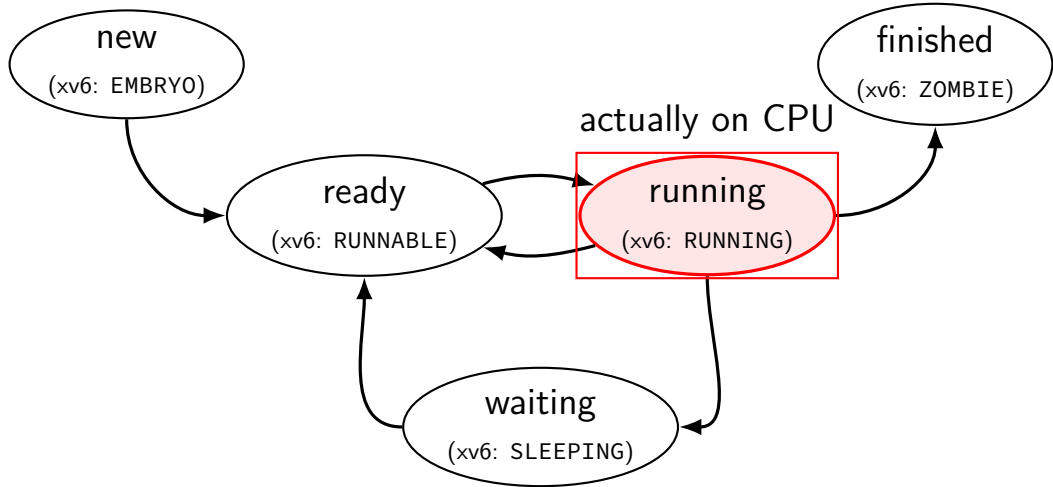 new
(xv6: EMBRYO)
finished
(xv6: ZOMBIE)
actually on CPU
ready
(xv6: RUNNABLE)
running
(xv6: RUNNING)
waiting
(xv6: SLEEPING)